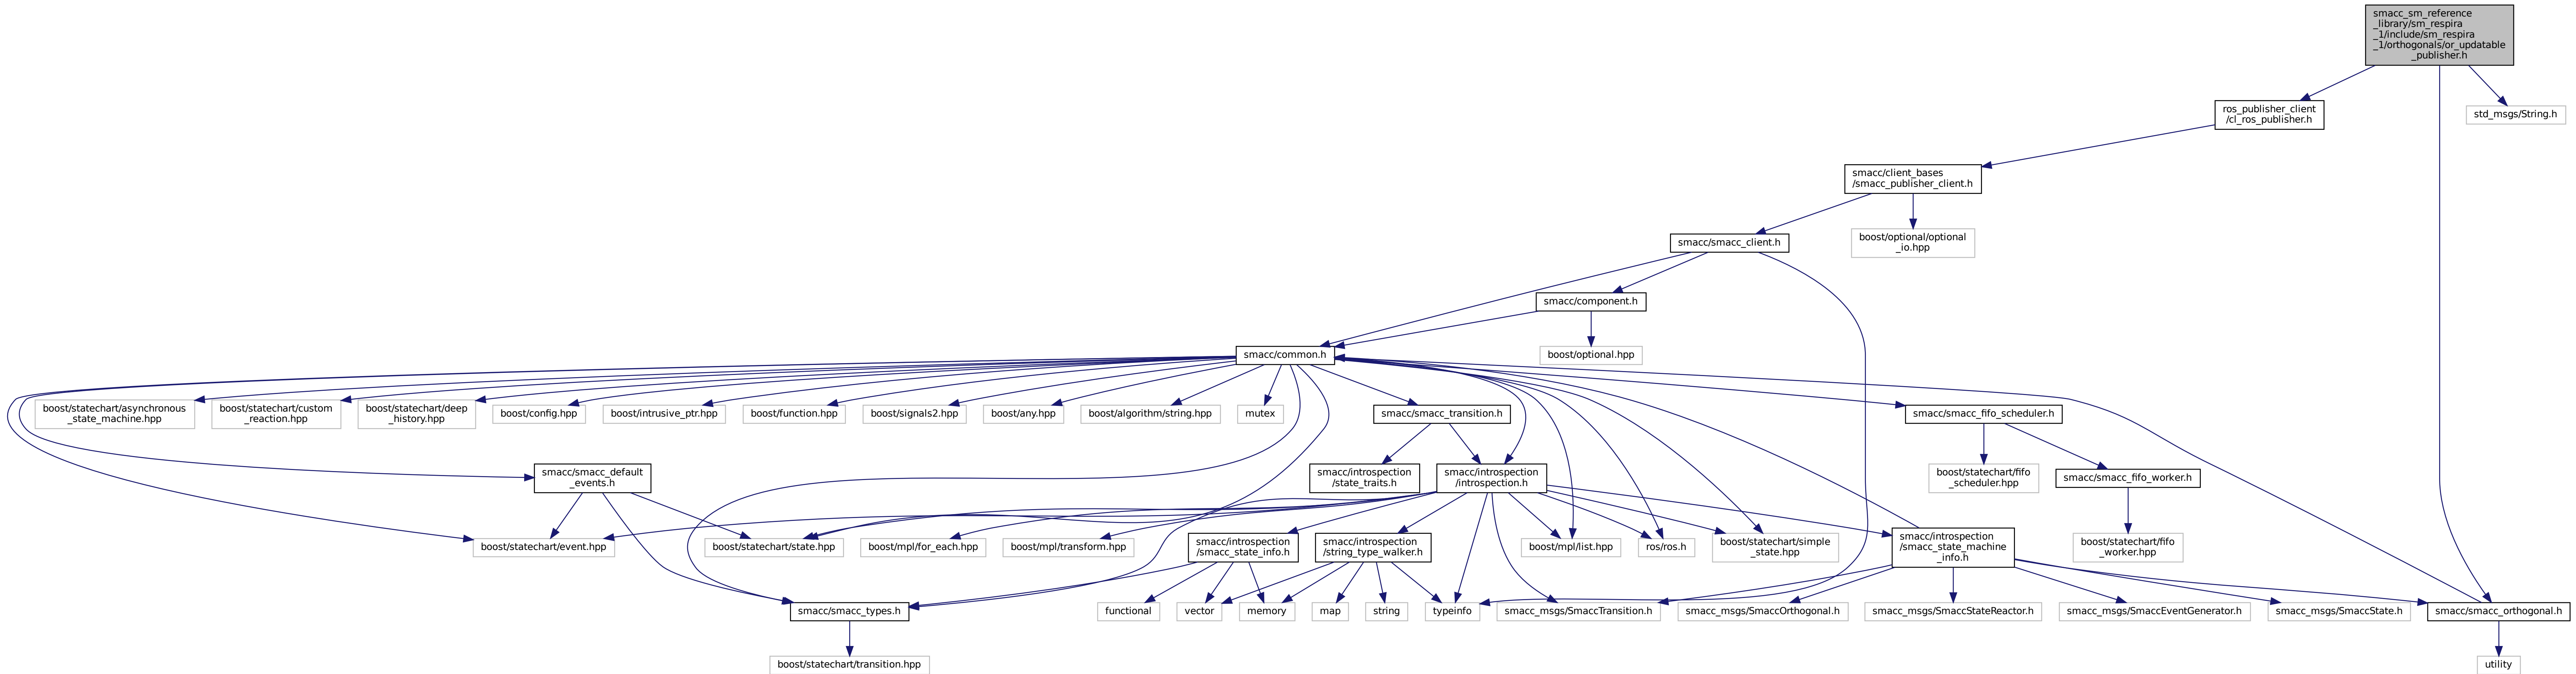 smacc_sm_reference
_library/sm_respira
_1/include/sm_respira
_1/orthogonals/or_updatable
_publisher.h
ros_publisher_client
/cl_ros_publisher.h
std_msgs/String.h
smacc/client_bases
/smacc_publisher_client.h
smacc/smacc_client.h
boost/optional/optional
_io.hpp
smacc/component.h
smacc/common.h
boost/optional.hpp
boost/statechart/asynchronous
_state_machine.hpp
boost/statechart/custom
_reaction.hpp
boost/statechart/deep
_history.hpp
boost/config.hpp
boost/intrusive_ptr.hpp
boost/function.hpp
boost/signals2.hpp
boost/any.hpp
boost/algorithm/string.hpp
mutex
smacc/smacc_transition.h
smacc/smacc_fifo_scheduler.h
smacc/smacc_default
_events.h
smacc/introspection
/state_traits.h
smacc/introspection
/introspection.h
boost/statechart/fifo
_scheduler.hpp
smacc/smacc_fifo_worker.h
boost/statechart/event.hpp
boost/statechart/state.hpp
boost/mpl/for_each.hpp
boost/mpl/transform.hpp
smacc/introspection
/smacc_state_info.h
smacc/introspection
/string_type_walker.h
boost/mpl/list.hpp
ros/ros.h
boost/statechart/simple
_state.hpp
smacc/introspection
/smacc_state_machine
_info.h
boost/statechart/fifo
_worker.hpp
smacc/smacc_types.h
functional
vector
memory
map
string
typeinfo
smacc_msgs/SmaccTransition.h
smacc_msgs/SmaccOrthogonal.h
smacc_msgs/SmaccStateReactor.h
smacc_msgs/SmaccEventGenerator.h
smacc_msgs/SmaccState.h
smacc/smacc_orthogonal.h
boost/statechart/transition.hpp
utility